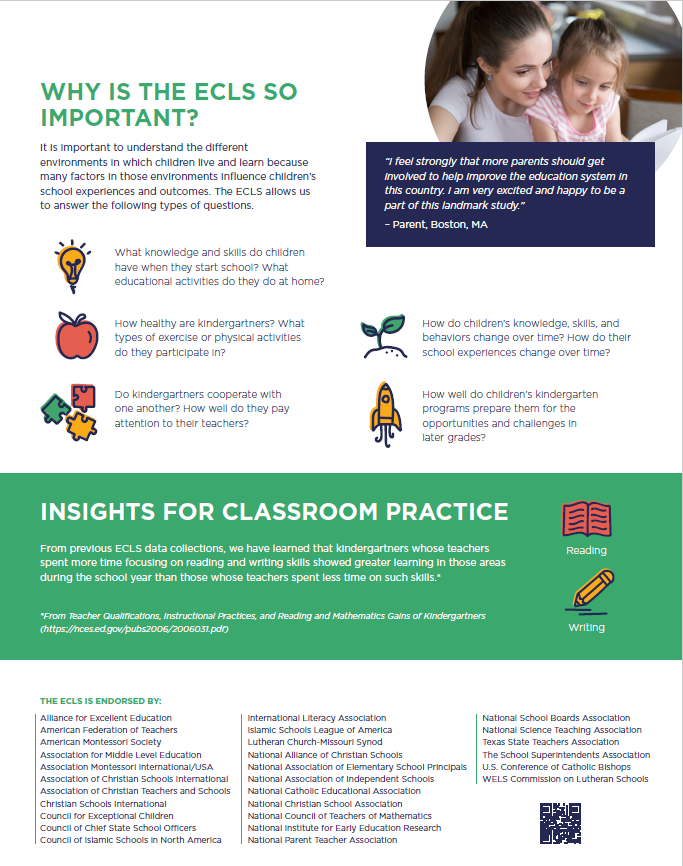 WHY IS THE ECLS SO
IMPORTANT?
It is important to understand the different
environments in which children live and learn because
many factors in those environments influence children's
school experiences and outcomes. The ECLS allows us
to answer the following types of questions.
"I feel strongly that more parents should get
involved to help improve the education system in
this country. I am very excited and happy to be a
part of this landmark study."
– Parent, Boston, MA
What knowledge and skills do children
have when they start school? What
educational activities do they do at home?
How healthy are kindergartners? What
types of exercise or physical activities
do they participate in?
Do kindergartners cooperate with
one another? How well do they pay
attention to their teachers?
How do children's knowledge, skills, and
behaviors change over time? How do their
school experiences change over time?
How well do children's kindergarten
programs prepare them for the
opportunities and challenges in
later grades?
INSIGHTS FOR CLASSROOM PRACTICE
From previous ECLS data collections, we have learned that kindergartners whose teachers
spent more time focusing on reading and writing skills showed greater learning in those areas
during the school year than those whose teachers spent less time on such skills.*
*From Teacher Qualifications, Instructional Practices, and Reading and Mathematics Gains of Kindergartners
(https://nces.ed.gov/pubs2006/2006031.pdf)
Reading
Writing
THE ECLS IS ENDORSED BY:
Alliance for Excellent Education
American Federation of Teachers
American Montessori Society
Association for Middle Level Education
Association Montessori International/USA
Association of Christian Schools International
Association of Christian Teachers and Schools
Christian Schools International
Council for Exceptional Children
Council of Chief State School Officers
Council of Islamic Schools in North America
International Literacy Association
Islamic Schools League of America
Lutheran Church-Missouri Synod
National Alliance of Christian Schools
National Association of Elementary School Principals
National Association of Independent Schools
National Catholic Educational Association
National Christian School Association
National Council of Teachers of Mathematics
National Institute for Early Education Research
National Parent Teacher Association
National School Boards Association
National Science Teaching Association
Texas State Teachers Association
The School Superintendents Association
U.S. Conference of Catholic Bishops
WELS Commission on Lutheran Schools